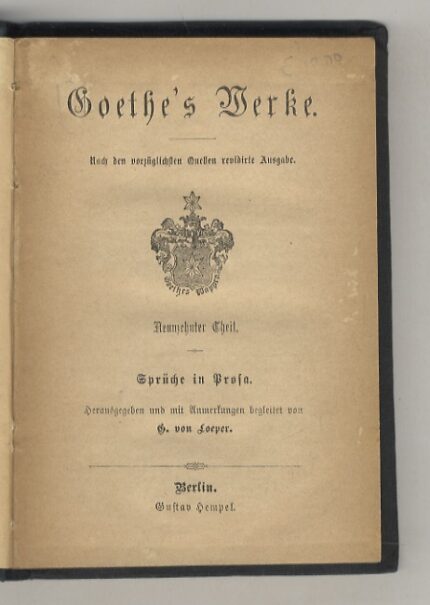 Goethe's Werke.
Nach den vorzüglichsten Quellen revidirte Ausgabe.
Goethes Wappen
Neunzehnter Theil.
Sprüche in Prosa.
Herausgegeben und mit Anmerkungen begleitet von
G. von Loeper.
Berlin.
Gustav Hempel.